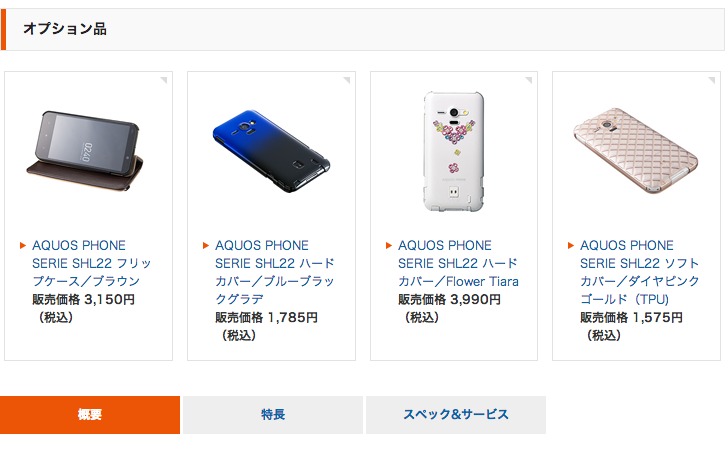 オプション品
AQUOS PHONE
SERIE SHL22 フリッ
プケース／ブラウン
販売価格 3,150円
（税込）
AQUOS PHONE
SERIE SHL22 ハード
カバー／ブルーブラッ
クグラデ
販売価格 1,785円
（税込）
AQUOS PHONE
SERIE SHL22 ハード
カバー／Flower Tiara
販売価格 3,990円
（税込）
AQUOS PHONE
SERIE SHL22 ソフト
カバー／ダイヤピンク
ゴールド（TPU)
販売価格 1,575円
（税込）
概要
特長
スペック&サービス